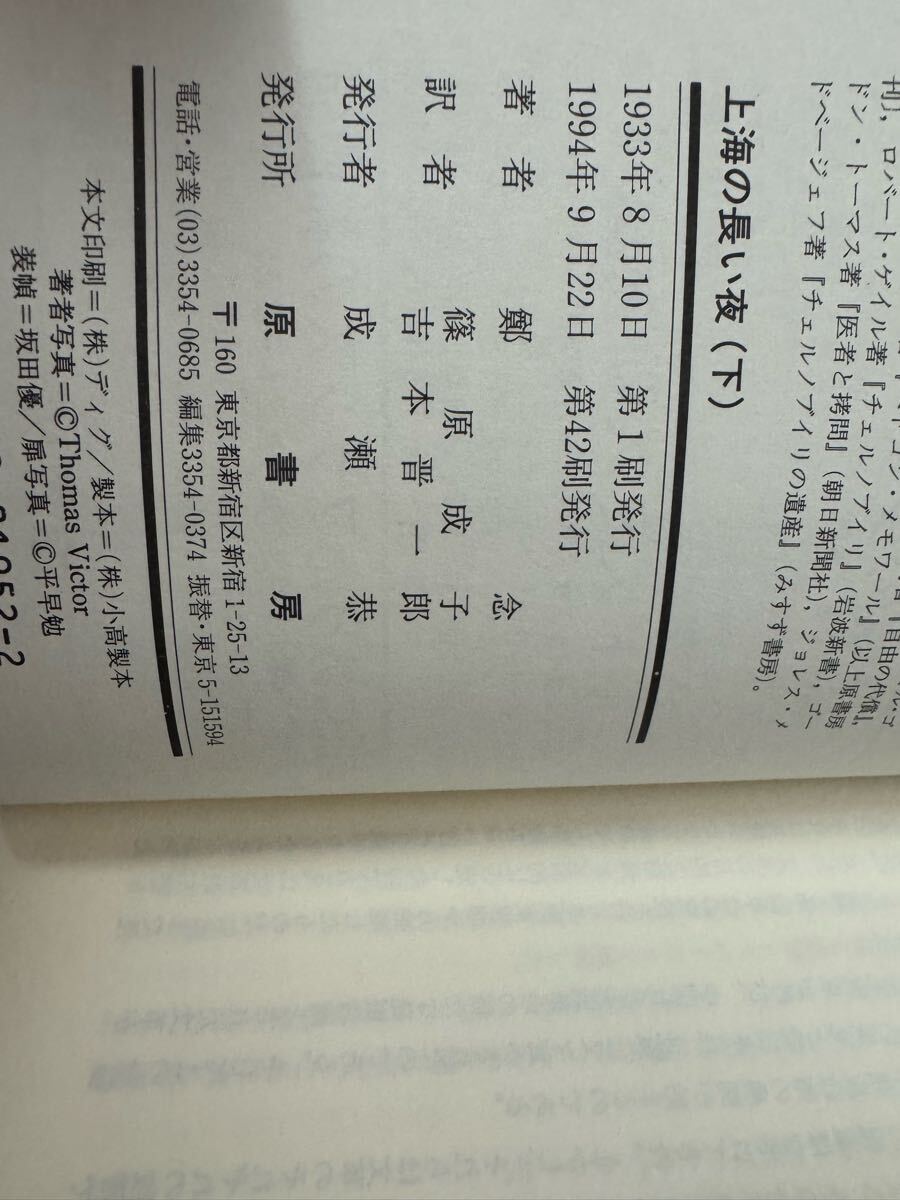 刊』, ロバート・ゲイル著『チェルノブイリ』(岩波新書), ゴー
ドン・トーマス著『医者と拷問』(朝日新聞社), ジョレス・メ
ドベージェフ著『チェルノブイリの遺産』(みすず書房)。
上海の長い夜(下)
1933年8月10日 第1刷発行
1994年9月22日 第42刷発行
著者 鄭念
訳者 篠原成子
吉本晋一郎
発行者 成瀬恭
発行所 原書房
〒160 東京都新宿区新宿1-25-13
電話・営業(03)3354-0685 編集3354-0374 振替・東京5-151594
本文印刷=(株)ディグ/製本=(株)小高製本
著者写真=©Thomas Victor
装幀=坂田優/扉写真=©平早勉
1952-2